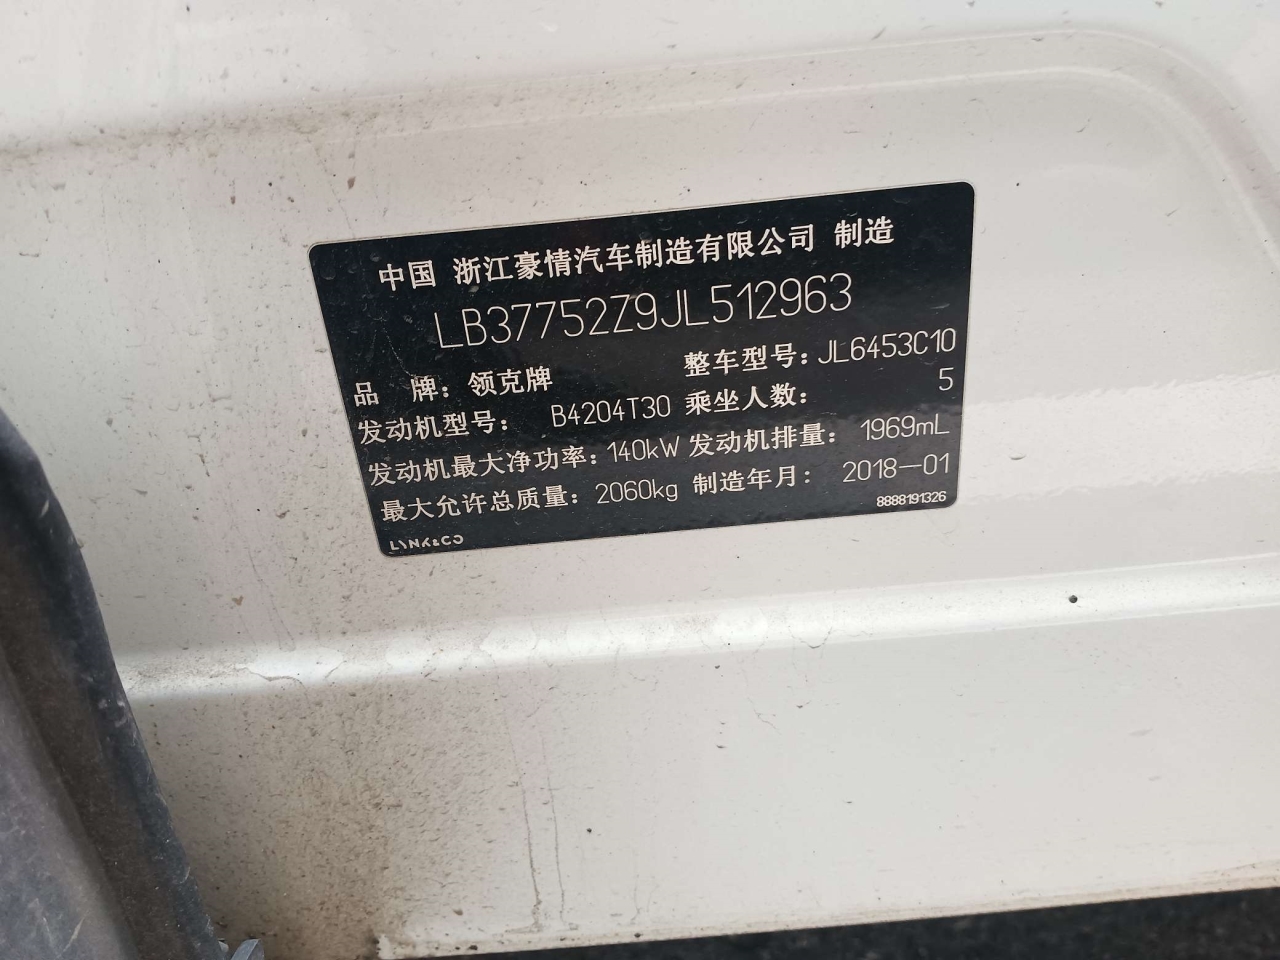 中国 浙江豪情汽车制造有限公司 制造
LB37752Z9JL512963
品 牌：领克牌 整车型号：JL6453C10
发动机型号： B4204T30 乘坐人数： 5
发动机最大净功率：140kW 发动机排量： 1969mL
最大允许总质量： 2060kg 制造年月： 2018-01
8888191326
LYNK&CO